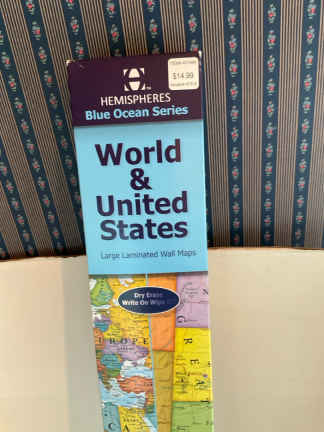 $14.99
HEMISPHERES
Blue Ocean Series
World
&
United
States
Large Laminated Wall Maps
Dry Erase
Write On Wipe Off
EUROPE